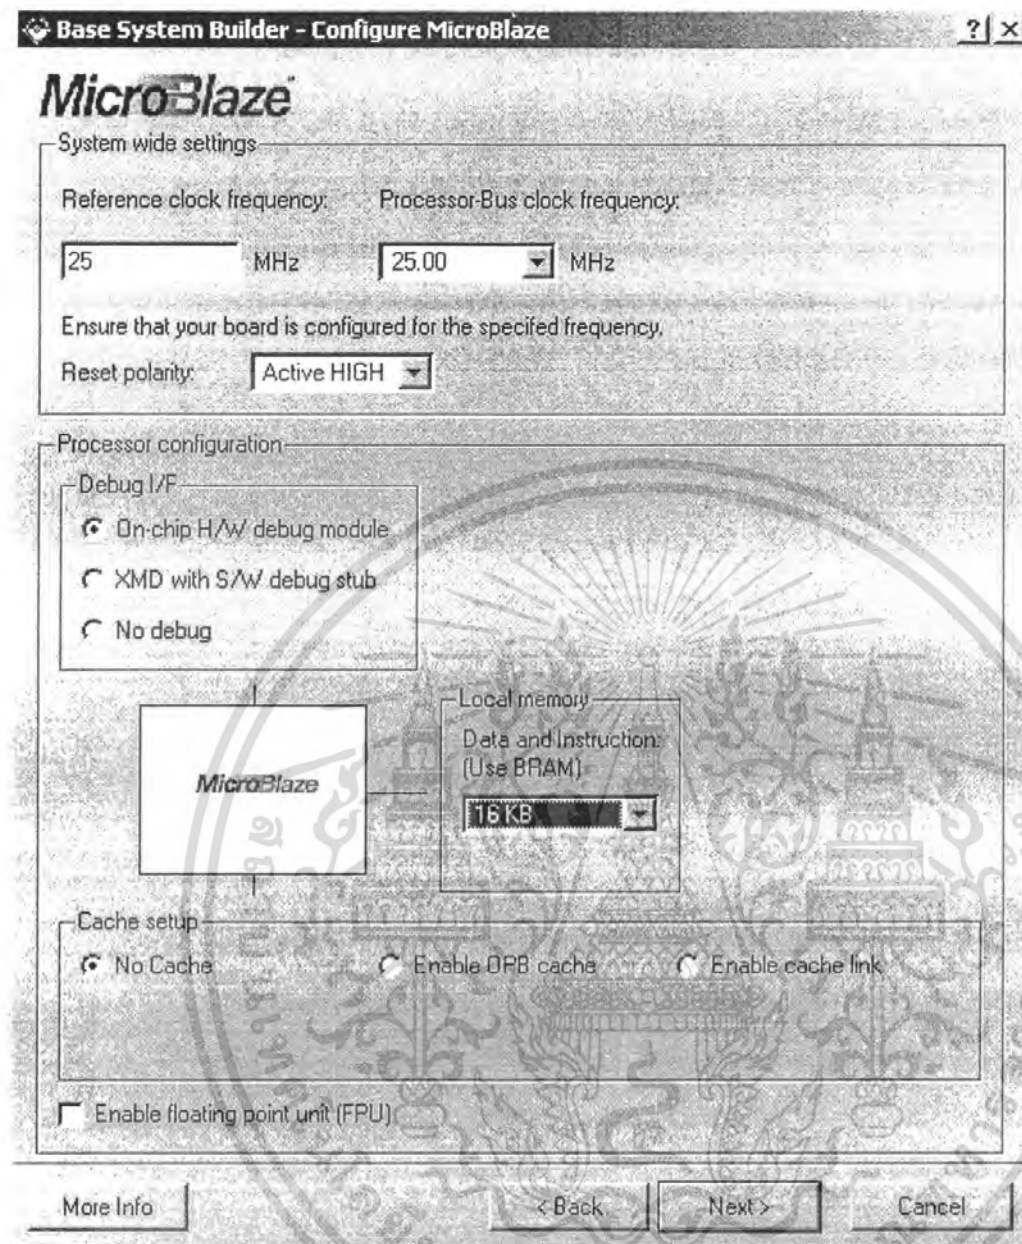 Base System Builder - Configure MicroBlaze
MicroBlaze
System wide settings
Reference clock frequency: Processor-Bus clock frequency:
25 MHz 25.00 MHz
Ensure that your board is configured for the specifed frequency.
Reset polarity: Active HIGH
Processor configuration
Debug I/F
On-chip H/W debug module
XMD with S/W debug stub
No debug
Local memory
Data and Instruction:
(Use BRAM)
MicroBlaze
16 KB
Cache setup
No Cache Enable OPB cache Enable cache link
Enable floating point unit (FPU)
More Info < Back Next > Cancel